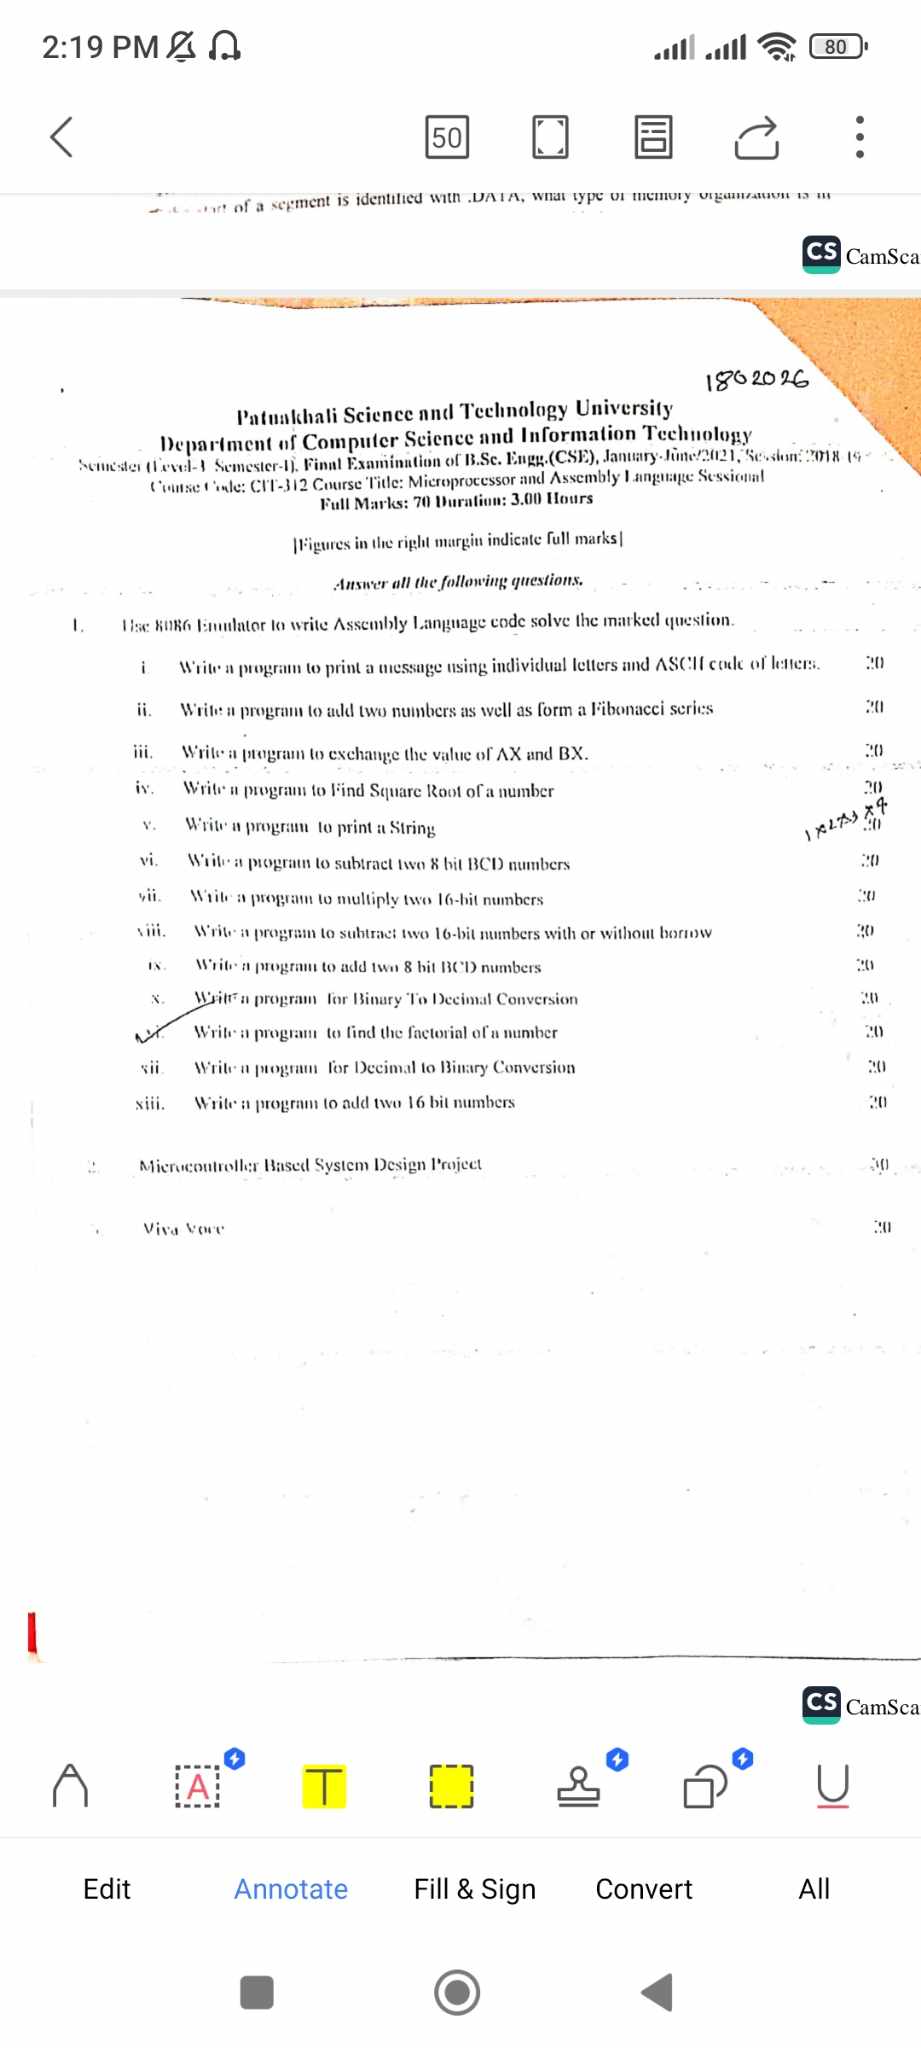 2:19 PM
80
50
of a segment is identified with .DATA, what type of memory organization is in
CS CamSca
1802026
Patuakhali Science and Technology University
Department of Computer Science and Information Technology
Semester (Level-3 Semester-1), Final Examination of B.Sc. Engg.(CSE), January-June/2021, Session: 2018-19
Course Code: CIT-312 Course Title: Microprocessor and Assembly Language Sessional
Full Marks: 70 Duration: 3.00 Hours
[Figures in the right margin indicate full marks]
Answer all the following questions.
1. Use 8086 Emulator to write Assembly Language code solve the marked question.
i Write a program to print a message using individual letters and ASCII code of letters. 20
ii. Write a program to add two numbers as well as form a Fibonacci series 20
iii. Write a program to exchange the value of AX and BX. 20
iv. Write a program to Find Square Root of a number 20
v. Write a program to print a String 20
1×2×3×4
vi. Write a program to subtract two 8 bit BCD numbers 20
vii. Write a program to multiply two 16-bit numbers 20
viii. Write a program to subtract two 16-bit numbers with or without borrow 20
ix. Write a program to add two 8 bit BCD numbers 20
x. Write a program for Binary To Decimal Conversion 20
xi. Write a program to find the factorial of a number 20
xii. Write a program for Decimal to Binary Conversion 20
xiii. Write a program to add two 16 bit numbers 20
2. Microcontroller Based System Design Project 30
Viva Voce 20
CS CamSca
A
T
U
Edit Annotate Fill & Sign Convert All